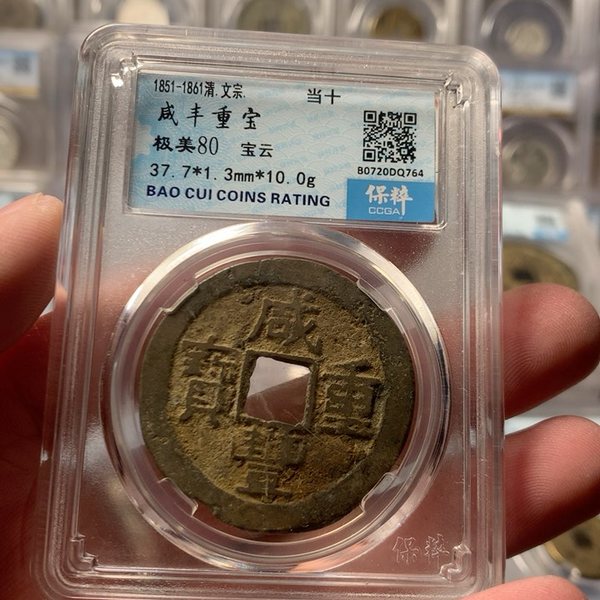 1851-1861清.文宗.
当十
咸丰重宝
极美80 宝云
37.7*1.3mm*10.0g
B0720DQ764
BAO CUI COINS RATING
保粹
CCGA
咸
寳 重
豐
保粹